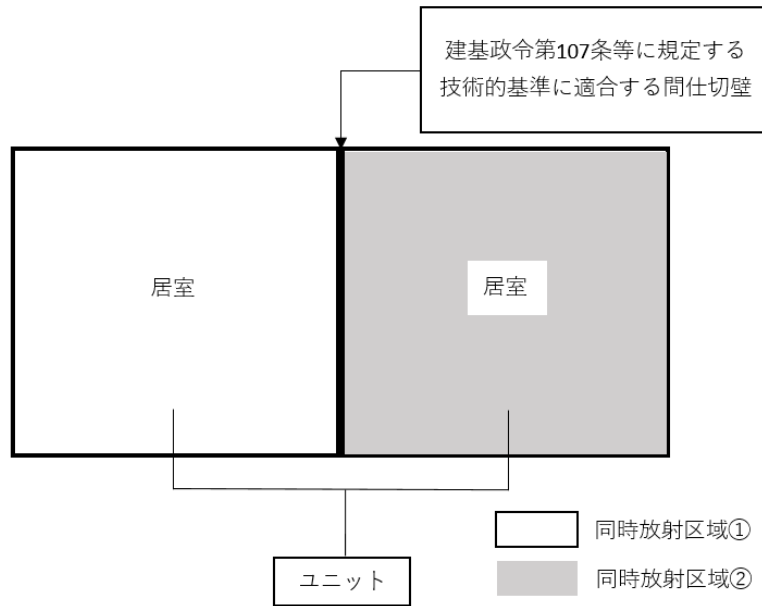 建基政令第107条等に規定する
技術的基準に適合する間仕切壁
居室
居室
同時放射区域①
ユニット
同時放射区域②